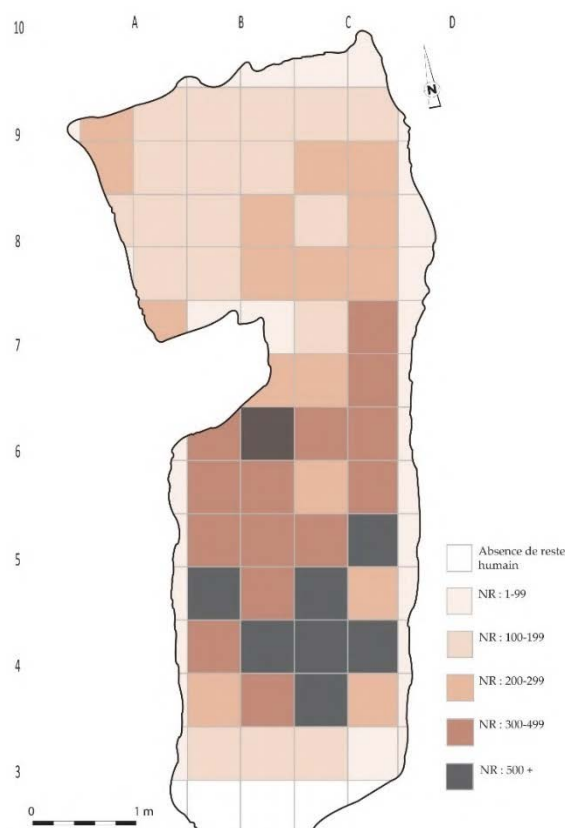 A B C D
10
9
8
7
6
5
4
3
N
Absence de reste
humain
NR : 1-99
NR : 100-199
NR : 200-299
NR : 300-499
NR : 500 +
0 1 m